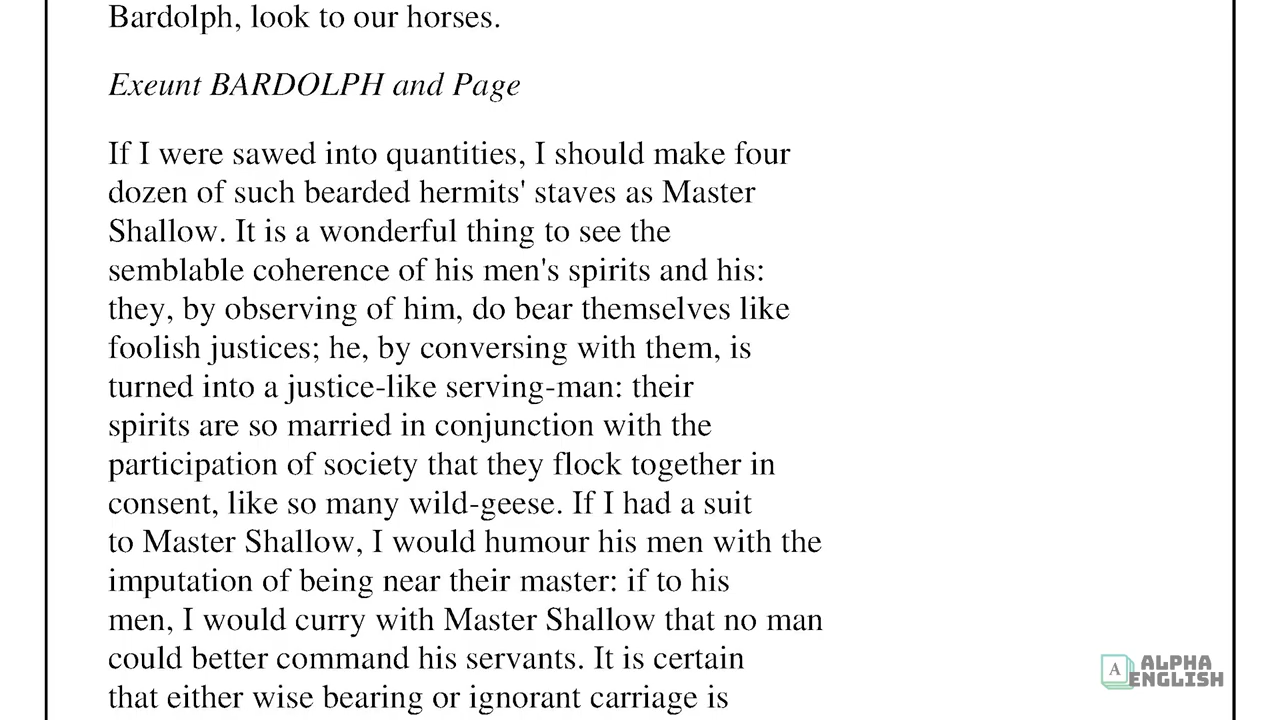 Bardolph, look to our horses.
Exeunt BARDOLPH and Page
If I were sawed into quantities, I should make four
dozen of such bearded hermits' staves as Master
Shallow. It is a wonderful thing to see the
semblable coherence of his men's spirits and his:
they, by observing of him, do bear themselves like
foolish justices; he, by conversing with them, is
turned into a justice-like serving-man: their
spirits are so married in conjunction with the
participation of society that they flock together in
consent, like so many wild-geese. If I had a suit
to Master Shallow, I would humour his men with the
imputation of being near their master: if to his
men, I would curry with Master Shallow that no man
could better command his servants. It is certain
that either wise bearing or ignorant carriage is
A ALPHA
ENGLISH